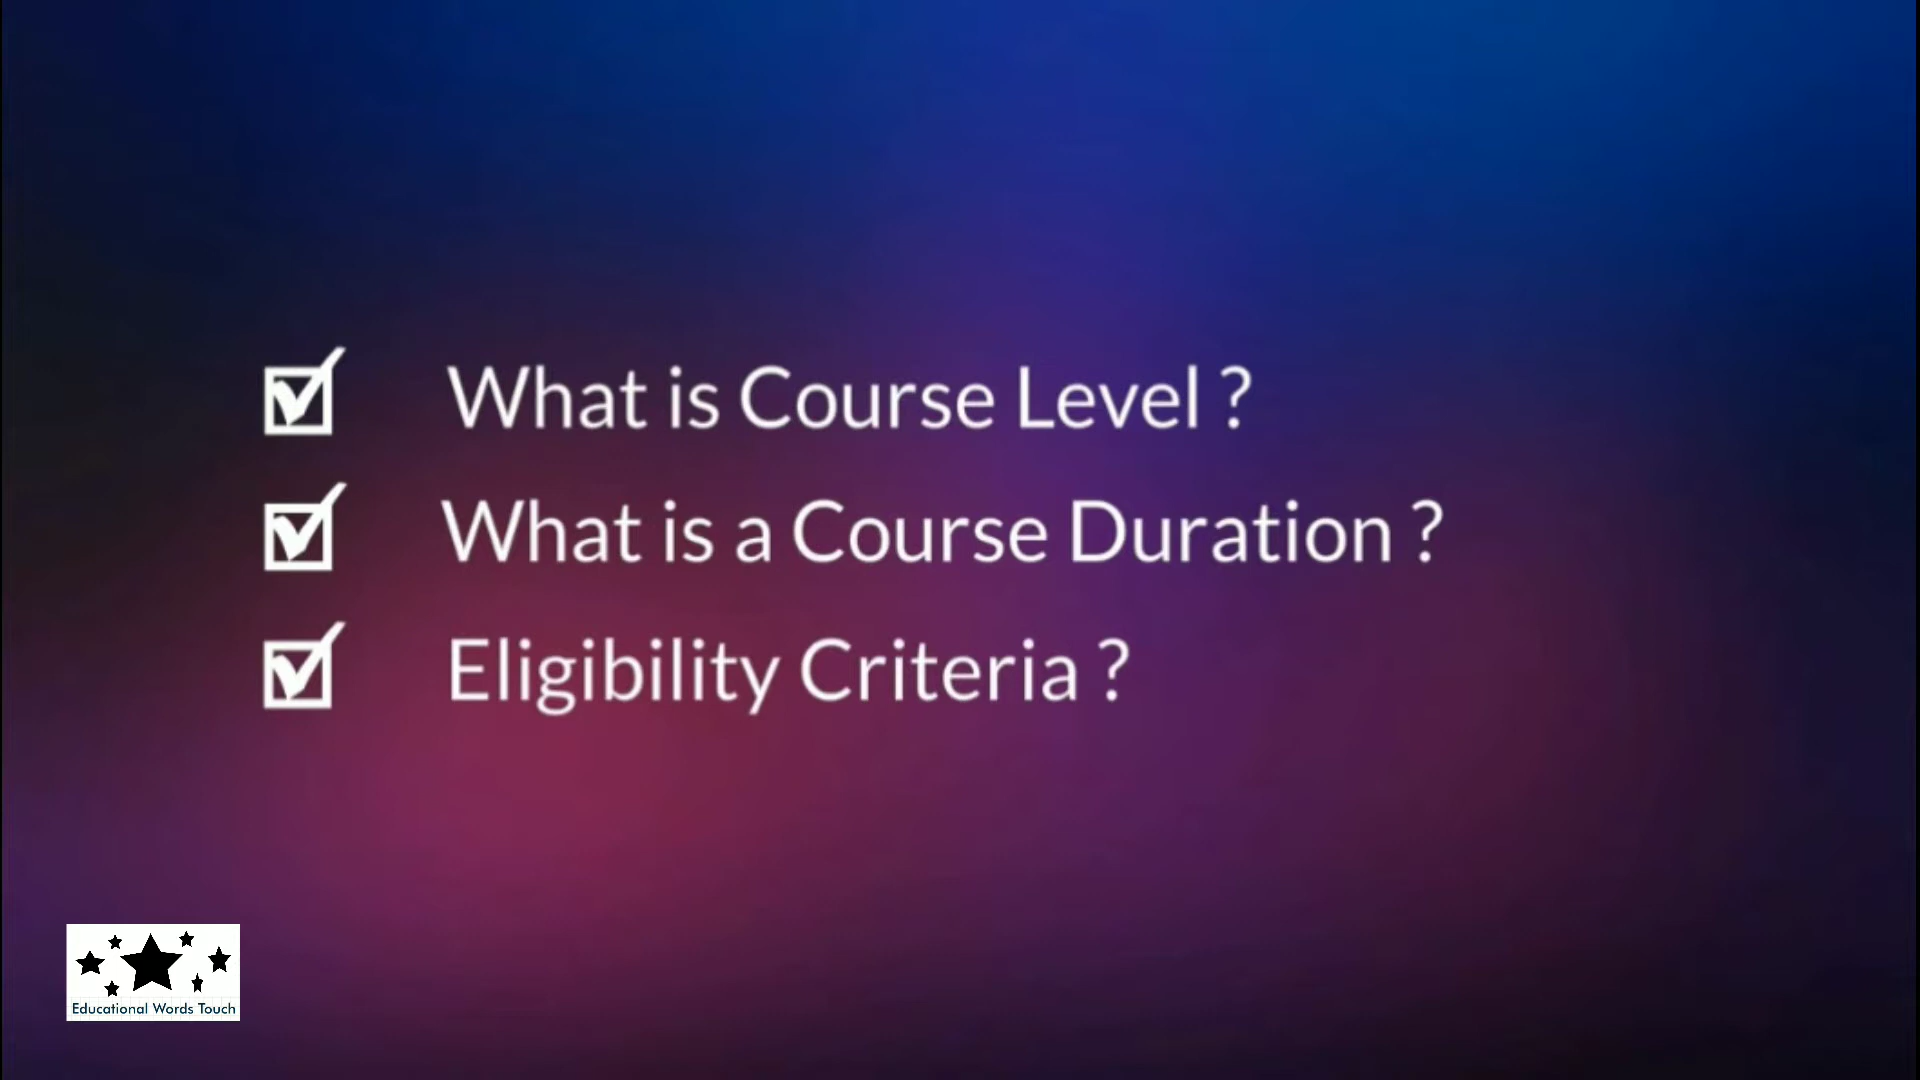 What is Course Level ?
What is a Course Duration ?
Eligibility Criteria ?
Educational Words Touch